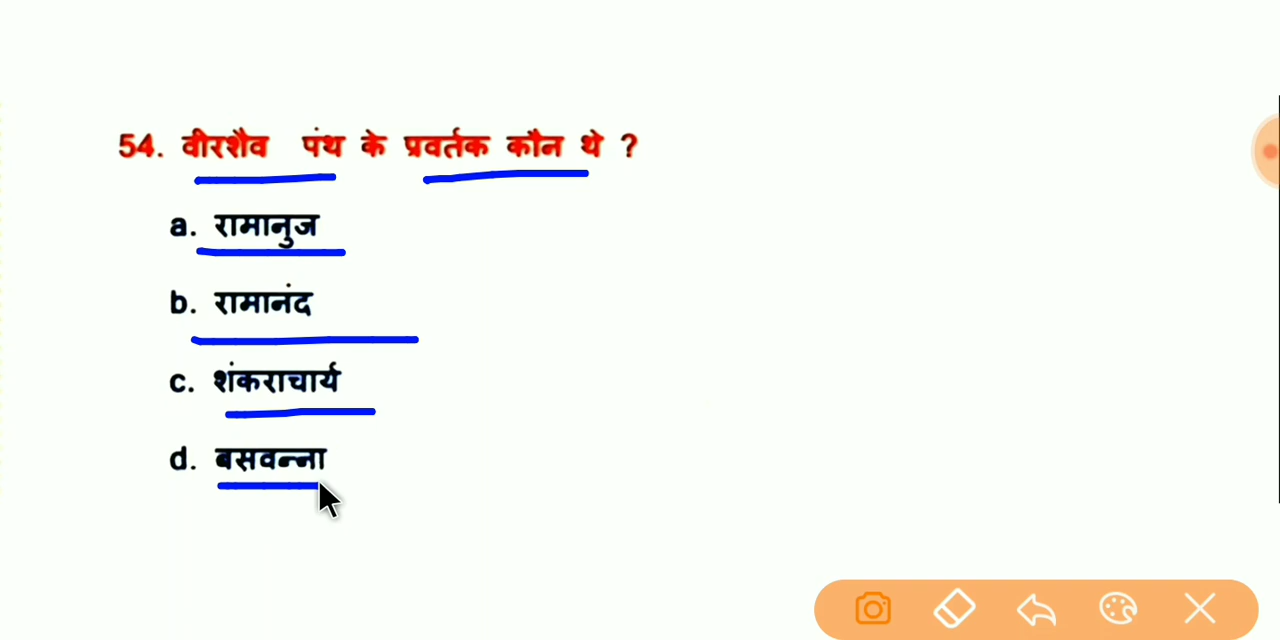 54. वीरशैव पंथ के प्रवर्तक कौन थे ?
a. रामानुज
b. रामानंद
c. शंकराचार्य
d. बसवन्ना